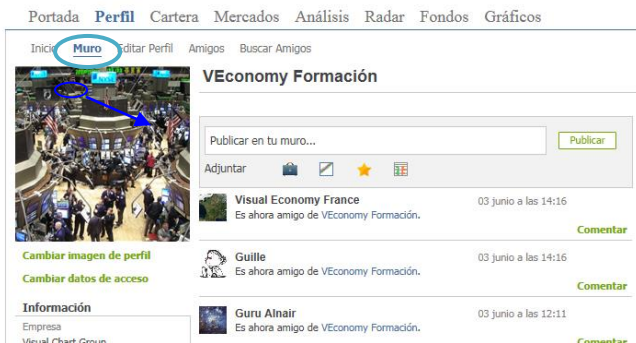 Portada Perfil Cartera Mercados Análisis Radar Fondos Gráficos
Inicio Muro Editar Perfil Amigos Buscar Amigos
VEconomy Formación
Publicar en tu muro... Publicar
Adjuntar
Visual Economy France 03 junio a las 14:16
Es ahora amigo de VEconomy Formación.
Comentar
Cambiar imagen de perfil
Cambiar datos de acceso
Guille 03 junio a las 14:16
Es ahora amigo de VEconomy Formación.
Comentar
Información
Empresa
Visual Chart Group
Guru Alnair 03 junio a las 12:11
Es ahora amigo de VEconomy Formación.
Comentar